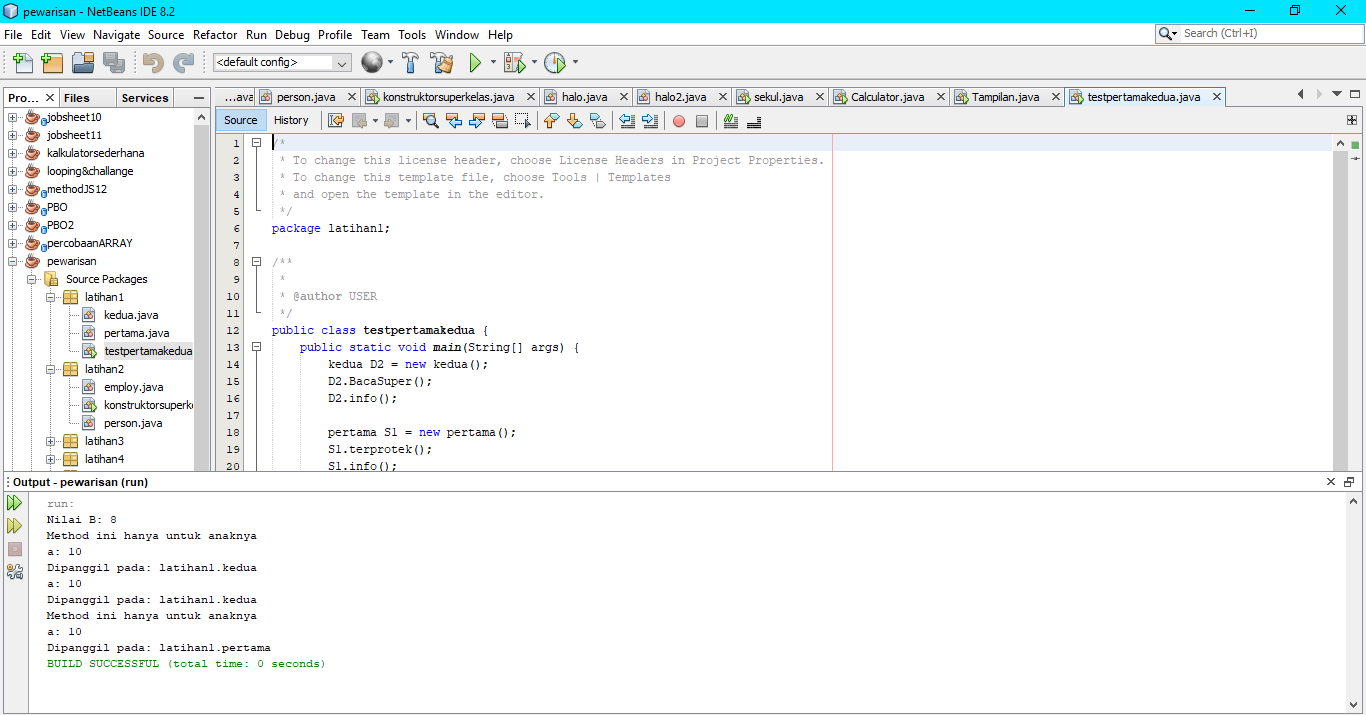 pewarisan - NetBeans IDE 8.2
File Edit View Navigate Source Refactor Run Debug Profile Team Tools Window Help
Search (Ctrl+I)
<default config>
Pro... Files Services
...ava person.java konstruktorsuperkelas.java halo.java halo2.java sekul.java Calculator.java Tampilan.java testpertamakedua.java
Source History
jobsheet10
jobsheet11
kalkulatorsederhana
looping&challange
methodJS12
PBO
PBO2
percobaanARRAY
pewarisan
Source Packages
latihan1
kedua.java
pertama.java
testpertamakedua
latihan2
employ.java
konstruktorsuperk
person.java
latihan3
latihan4
1 /*
2 * To change this license header, choose License Headers in Project Properties.
3 * To change this template file, choose Tools | Templates
4 * and open the template in the editor.
5 */
6 package latihan1;
7
8 /**
9 *
10 * @author USER
11 */
12 public class testpertamakedua {
13 public static void main(String[] args) {
14 kedua D2 = new kedua();
15 D2.BacaSuper();
16 D2.info();
17
18 pertama S1 = new pertama();
19 S1.terprotek();
20 S1.info();
Output - pewarisan (run)
run:
Nilai B: 8
Method ini hanya untuk anaknya
a: 10
Dipanggil pada: latihan1.kedua
a: 10
Dipanggil pada: latihan1.kedua
Method ini hanya untuk anaknya
a: 10
Dipanggil pada: latihan1.pertama
BUILD SUCCESSFUL (total time: 0 seconds)